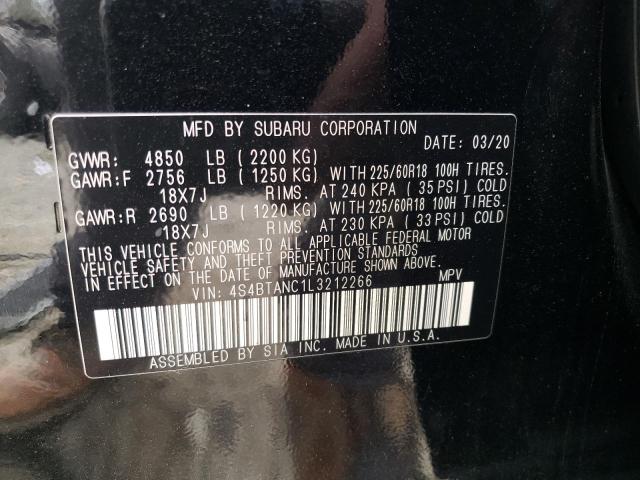 MFD BY SUBARU CORPORATION
DATE: 03/20
GVWR: 4850 LB ( 2200 KG)
GAWR:F 2756 LB ( 1250 KG) WITH 225/60R18 100H TIRES.
18X7J RIMS. AT 240 KPA ( 35 PSI) COLD
GAWR:R 2690 LB ( 1220 KG) WITH 225/60R18 100H TIRES.
18X7J RIMS. AT 230 KPA ( 33 PSI) COLD
THIS VEHICLE CONFORMS TO ALL APPLICABLE FEDERAL MOTOR
VEHICLE SAFETY AND THEFT PREVENTION STANDARDS
IN EFFECT ON THE DATE OF MANUFACTURE SHOWN ABOVE.
VIN: 4S4BTANC1L3212266 MPV
ASSEMBLED BY SIA INC. MADE IN U.S.A.